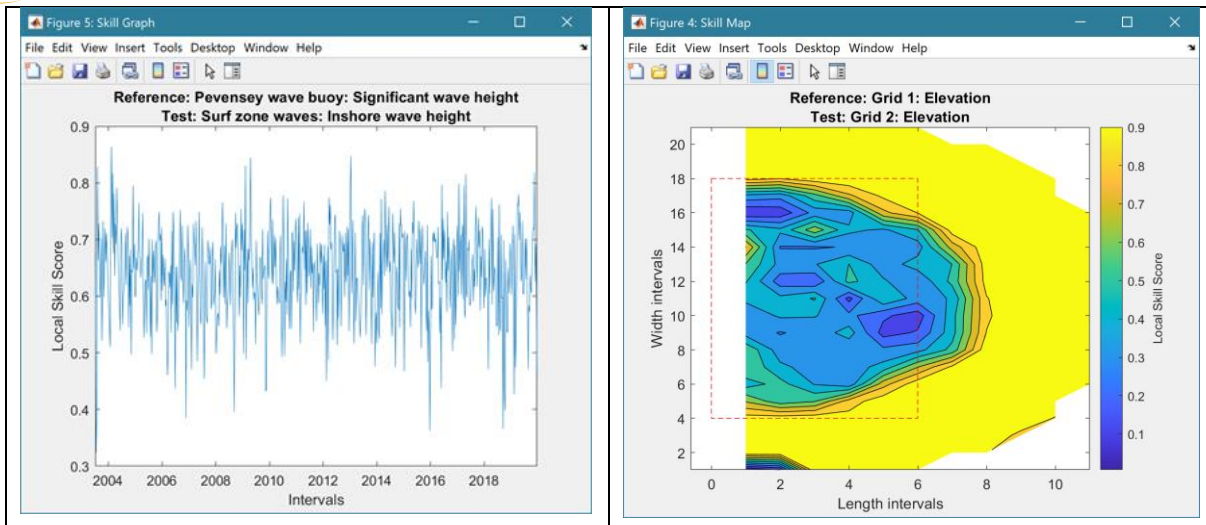 Figure 5: Skill Graph
File Edit View Insert Tools Desktop Window Help
Reference: Pevensey wave buoy: Significant wave height
Test: Surf zone waves: Inshore wave height
0.9
0.8
0.7
0.6
0.5
0.4
0.3
Local Skill Score
2004 2006 2008 2010 2012 2014 2016 2018
Intervals
Figure 4: Skill Map
File Edit View Insert Tools Desktop Window Help
Reference: Grid 1: Elevation
Test: Grid 2: Elevation
20
18
16
14
12
10
8
6
4
2
Width intervals
0 2 4 6 8 10
Length intervals
0.9
0.8
0.7
0.6
0.5
0.4
0.3
0.2
0.1
Local Skill Score